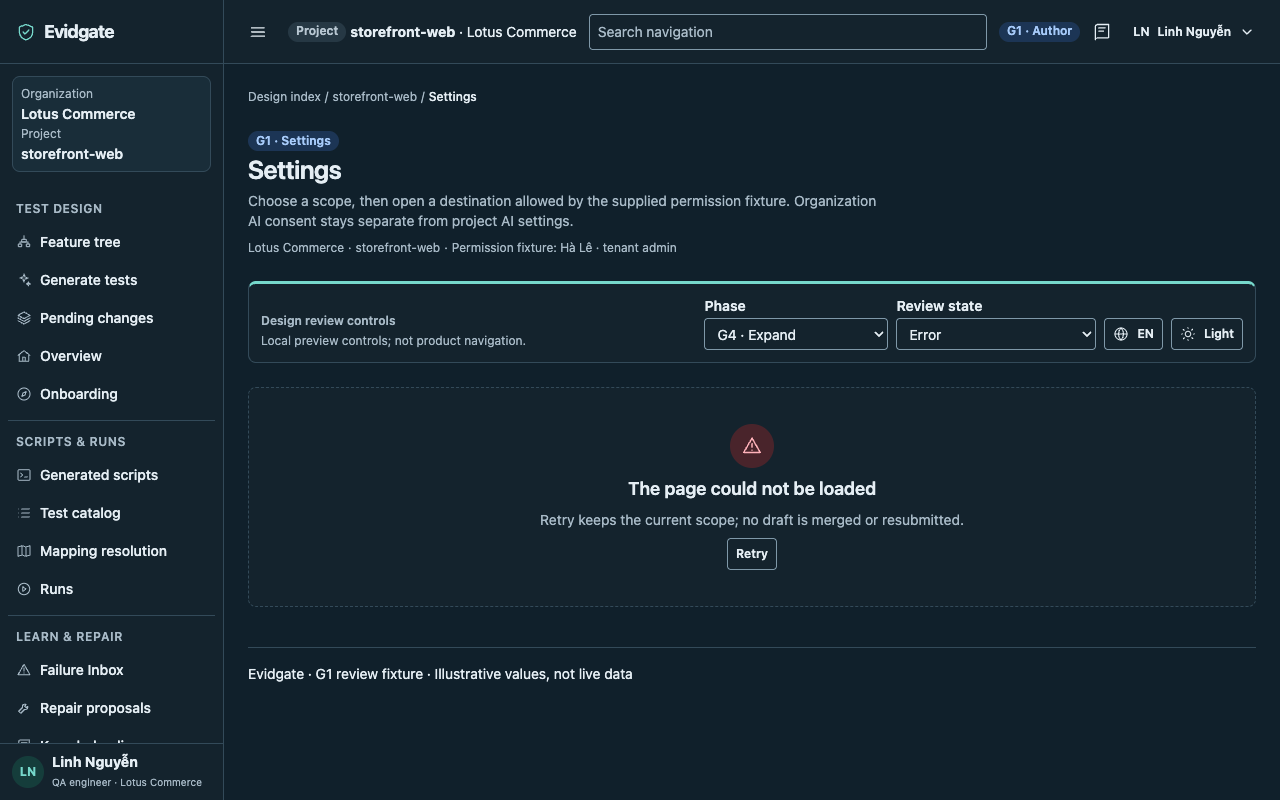 Evidgate
Project storefront-web · Lotus Commerce
Search navigation
G1 · Author
LN Linh Nguyễn
Organization
Lotus Commerce
Project
storefront-web
TEST DESIGN
Feature tree
Generate tests
Pending changes
Overview
Onboarding
SCRIPTS & RUNS
Generated scripts
Test catalog
Mapping resolution
Runs
LEARN & REPAIR
Failure Inbox
Repair proposals
LN
Linh Nguyễn
QA engineer · Lotus Commerce
Design index / storefront-web / Settings
G1 · Settings
Settings
Choose a scope, then open a destination allowed by the supplied permission fixture. Organization
AI consent stays separate from project AI settings.
Lotus Commerce · storefront-web · Permission fixture: Hà Lê · tenant admin
Design review controls
Local preview controls; not product navigation.
Phase
G4 · Expand
Review state
Error
EN
Light
The page could not be loaded
Retry keeps the current scope; no draft is merged or resubmitted.
Retry
Evidgate · G1 review fixture · Illustrative values, not live data